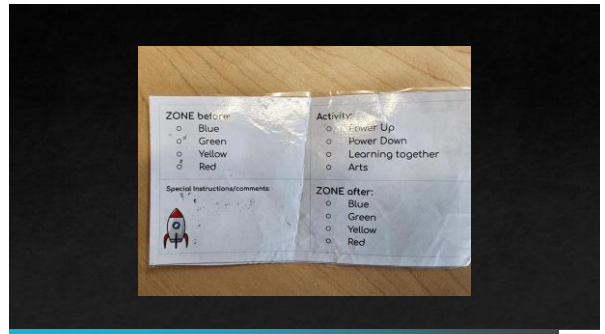 ZONE before:
Blue
Green
Yellow
Red
Special Instructions/comments:
Activity:
Power Up
Power Down
Learning together
Arts
ZONE after:
Blue
Green
Yellow
Red